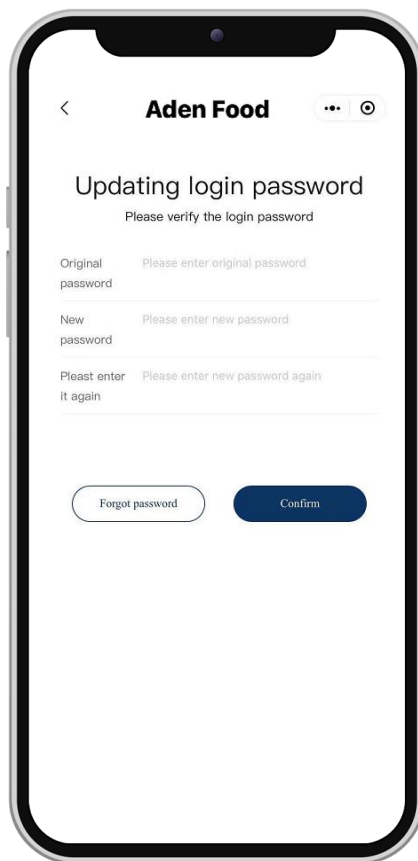 Aden Food
Updating login password
Please verify the login password
Original password
Please enter original password
New password
Please enter new password
Pleast enter it again
Please enter new password again
Forgot password
Confirm